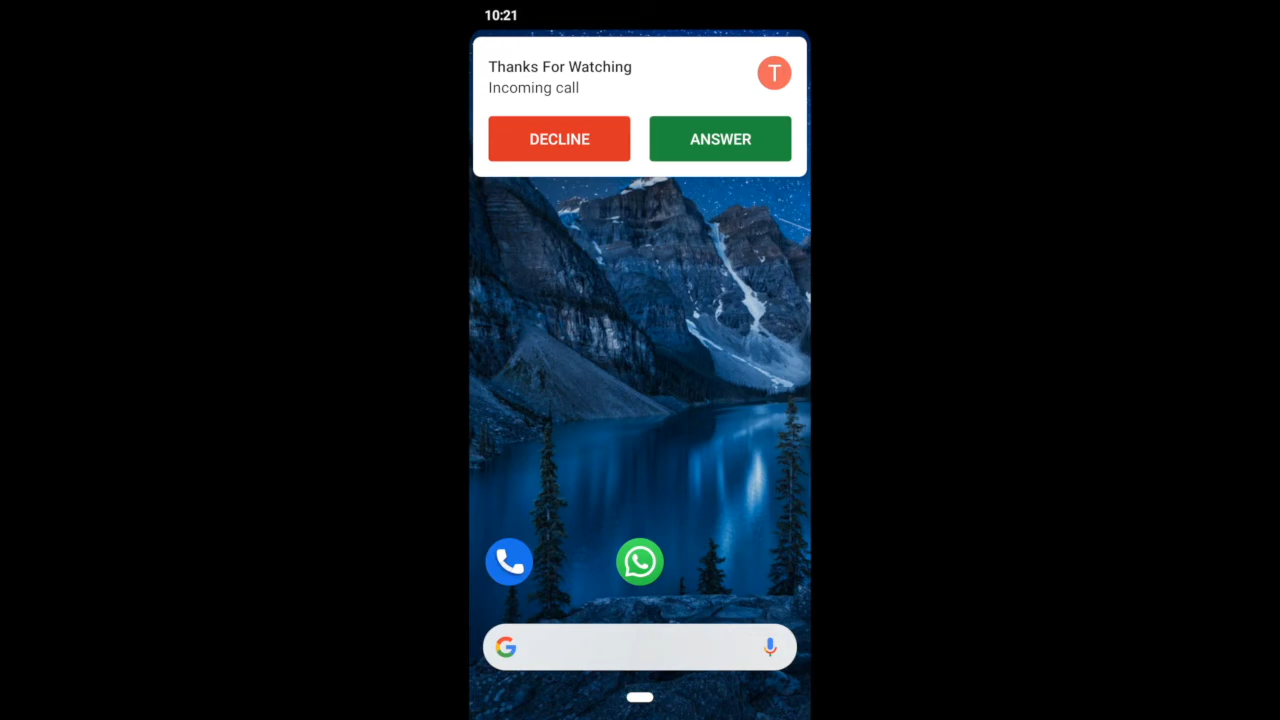 10:21
Thanks For Watching
Incoming call
T
DECLINE
ANSWER